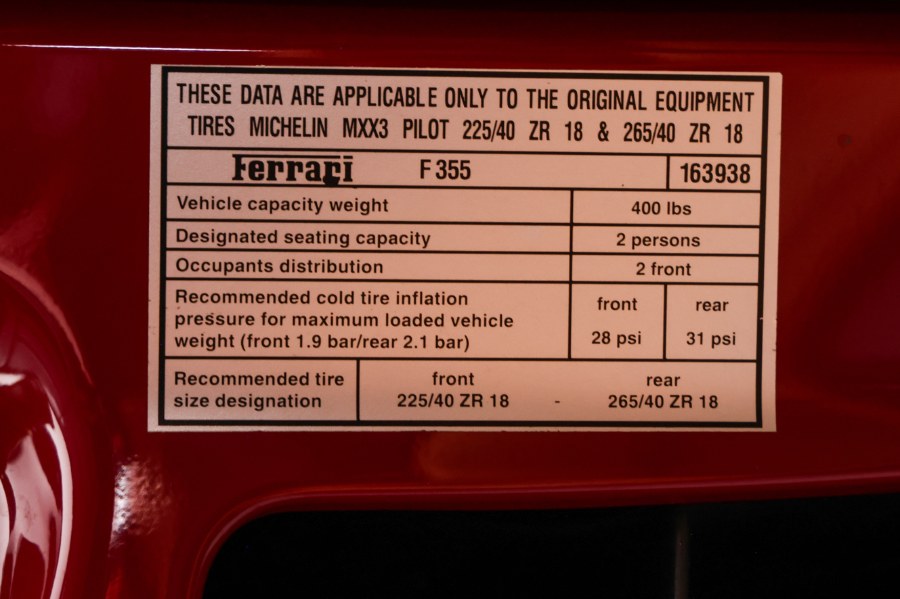 THESE DATA ARE APPLICABLE ONLY TO THE ORIGINAL EQUIPMENT
TIRES MICHELIN MXX3 PILOT 225/40 ZR 18 & 265/40 ZR 18
Ferrari F 355 163938
Vehicle capacity weight 400 lbs
Designated seating capacity 2 persons
Occupants distribution 2 front
Recommended cold tire inflation
pressure for maximum loaded vehicle
weight (front 1.9 bar/rear 2.1 bar)
front rear
28 psi 31 psi
Recommended tire
size designation
front rear
225/40 ZR 18 - 265/40 ZR 18